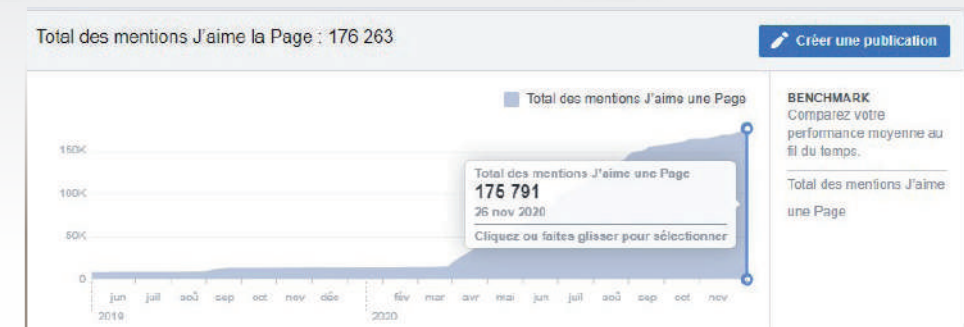 Total des mentions J'aime la Page : 176 263
Créer une publication
Total des mentions J'aime une Page
BENCHMARK
Comparez votre
performance moyenne au
fil du temps.
Total des mentions J'aime
une Page
150K
100K
50K
0
Total des mentions J'aime une Page
175 791
26 nov 2020
Cliquez ou faites glisser pour sélectionner
jun juil aoû sep oct nov déc fév mar avr mai jun juil aoû sep oct nov
2019 2020